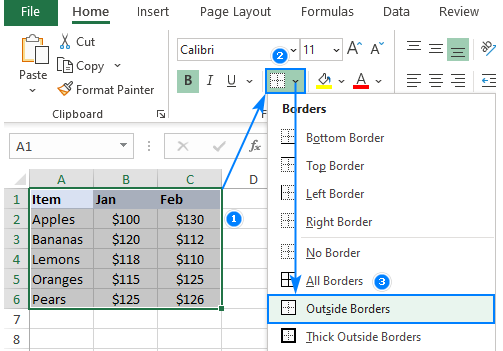 File Home Insert Page Layout Formulas Data Review
Paste
Cut
Copy
Format Painter
Clipboard
Calibri 11 A A
B I U A
2
A1 fx
A B C D
1 Item Jan Feb
2 Apples $100 $130
3 Bananas $120 $112
4 Lemons $118 $110
5 Oranges $115 $125
6 Pears $125 $126
7
8
1
Borders
Bottom Border
Top Border
Left Border
Right Border
No Border
All Borders 3
Outside Borders
Thick Outside Borders